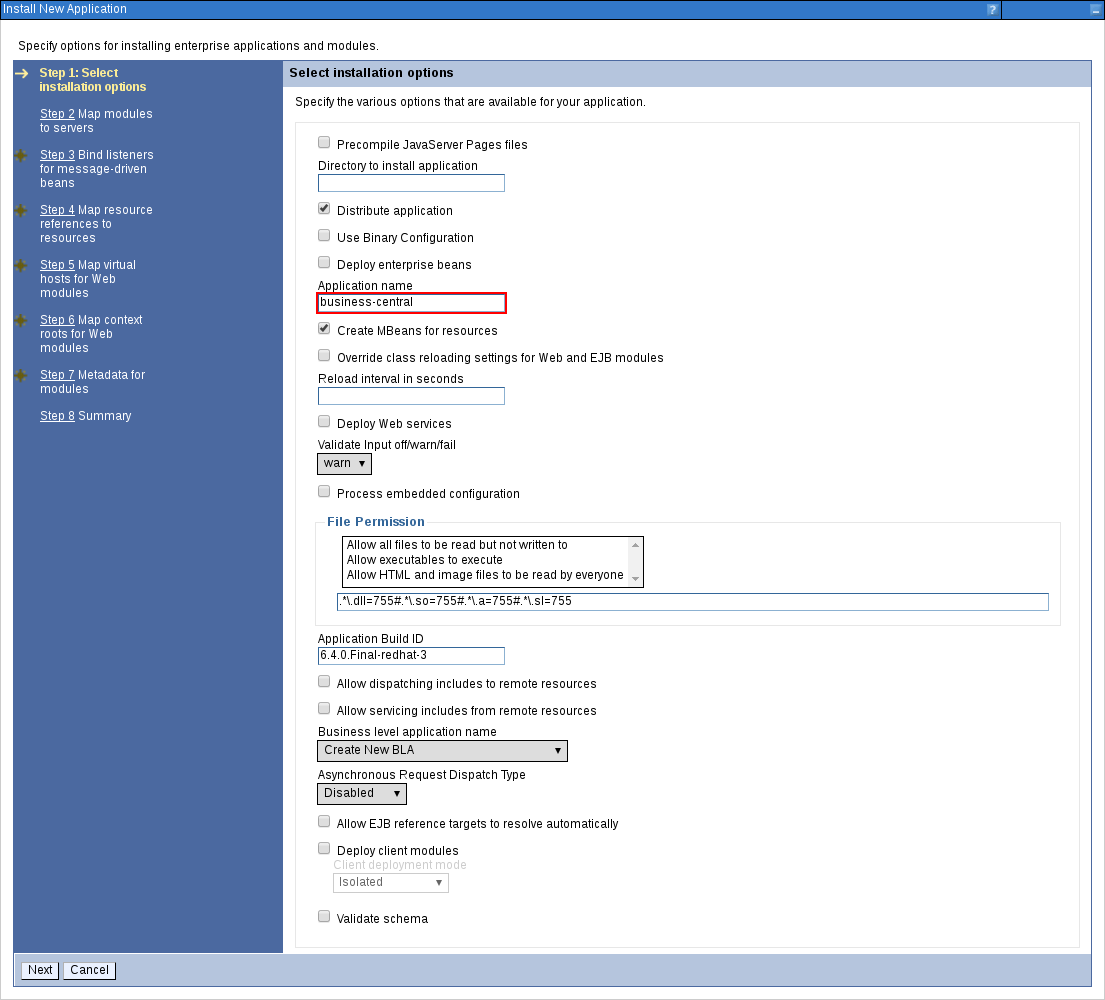 Install New Application
?
Specify options for installing enterprise applications and modules.
Step 1: Select
installation options
Step 2 Map modules
to servers
Step 3 Bind listeners
for message-driven
beans
Step 4 Map resource
references to
resources
Step 5 Map virtual
hosts for Web
modules
Step 6 Map context
roots for Web
modules
Step 7 Metadata for
modules
Step 8 Summary
Select installation options
Specify the various options that are available for your application.
Precompile JavaServer Pages files
Directory to install application
Distribute application
Use Binary Configuration
Deploy enterprise beans
Application name
business-central
Create MBeans for resources
Override class reloading settings for Web and EJB modules
Reload interval in seconds
Deploy Web services
Validate Input off/warn/fail
warn
Process embedded configuration
File Permission
Allow all files to be read but not written to
Allow executables to execute
Allow HTML and image files to be read by everyone
.*\.dll=755#.*\.so=755#.*\.a=755#.*\.sl=755
Application Build ID
6.4.0.Final-redhat-3
Allow dispatching includes to remote resources
Allow servicing includes from remote resources
Business level application name
Create New BLA
Asynchronous Request Dispatch Type
Disabled
Allow EJB reference targets to resolve automatically
Deploy client modules
Client deployment mode
Isolated
Validate schema
Next Cancel